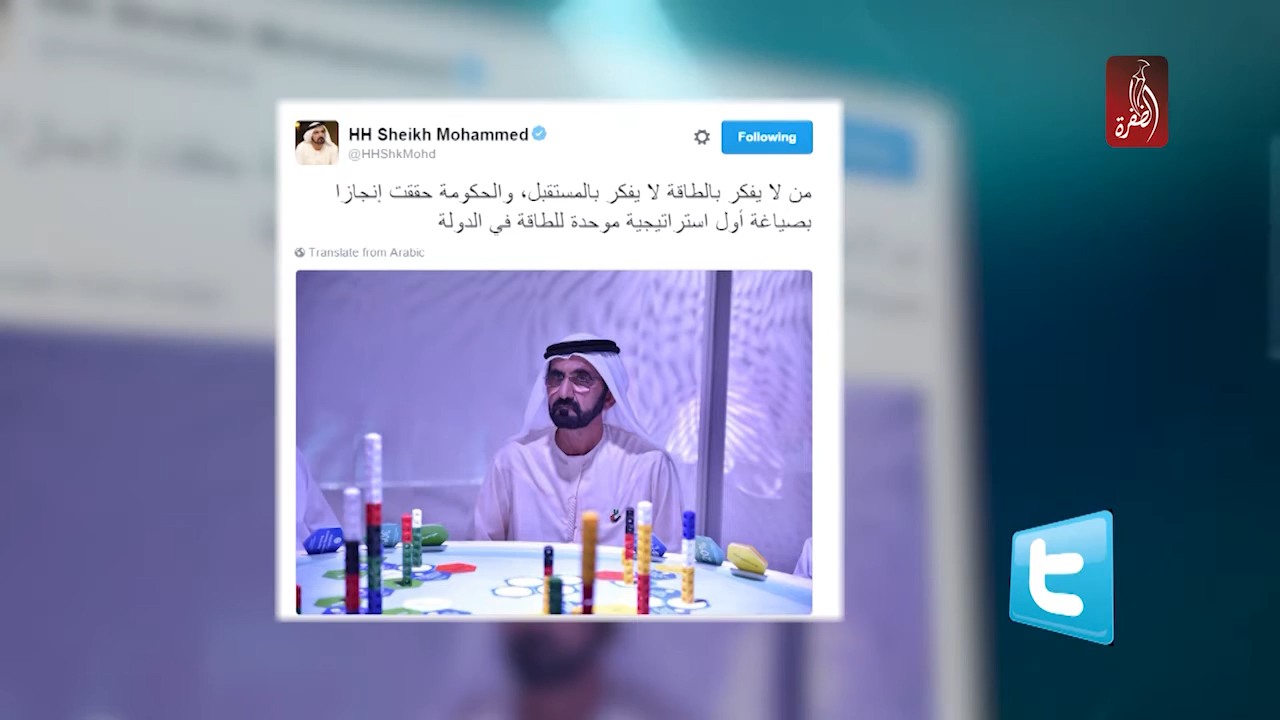 الظفرة
HH Sheikh Mohammed
@HHShkMohd
Following
من لا يفكر بالطاقة لا يفكر بالمستقبل، والحكومة حققت إنجازا
بصياغة أول استراتيجية موحدة للطاقة في الدولة
Translate from Arabic